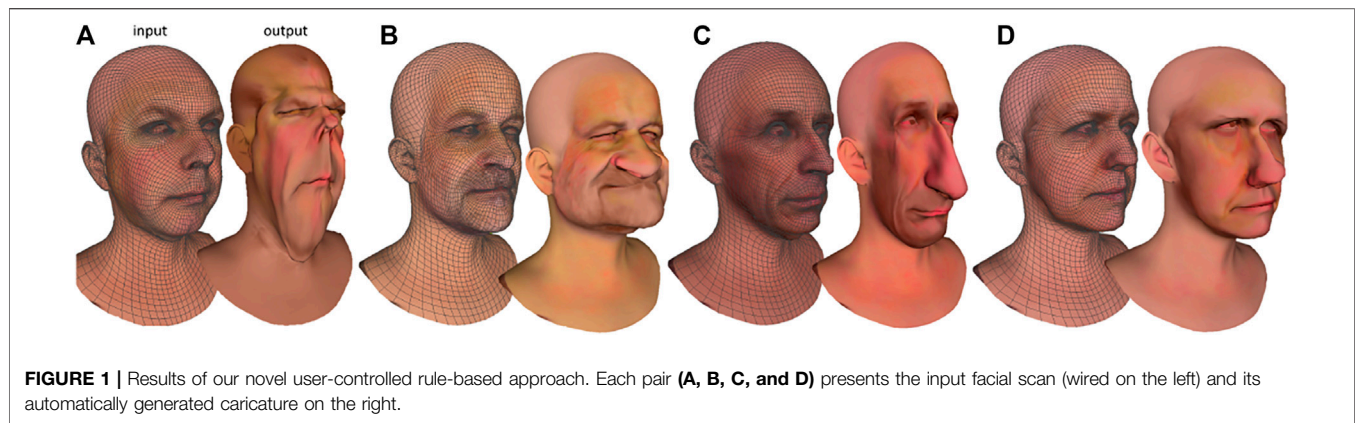 A input output B C D
FIGURE 1 | Results of our novel user-controlled rule-based approach. Each pair (A, B, C, and D) presents the input facial scan (wired on the left) and its
automatically generated caricature on the right.